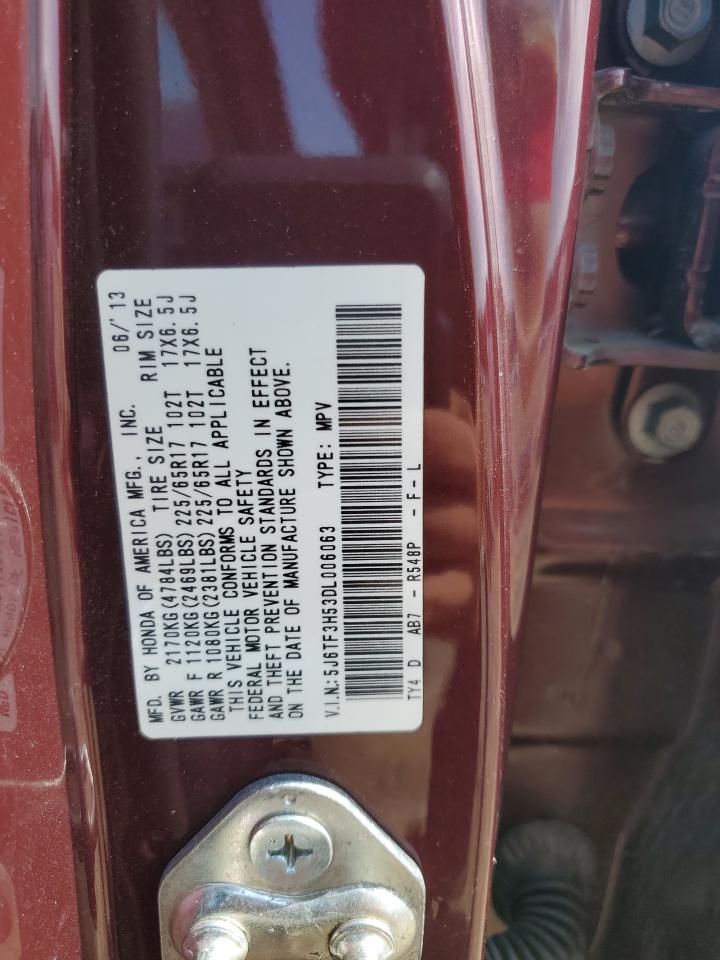 MFD. BY HONDA OF AMERICA MFG., INC. 06/'13
GVWR 2170KG(4784LBS) TIRE SIZE RIM SIZE
GAWR F 1120KG(2469LBS) 225/65R17 102T 17X6.5J
GAWR R 1080KG(2381LBS) 225/65R17 102T 17X6.5J
THIS VEHICLE CONFORMS TO ALL APPLICABLE
FEDERAL MOTOR VEHICLE SAFETY
AND THEFT PREVENTION STANDARDS IN EFFECT
ON THE DATE OF MANUFACTURE SHOWN ABOVE.
V.I.N.: 5J6TF3H53DL006063 TYPE: MPV
TY4 D AB7 - R548P - F - L